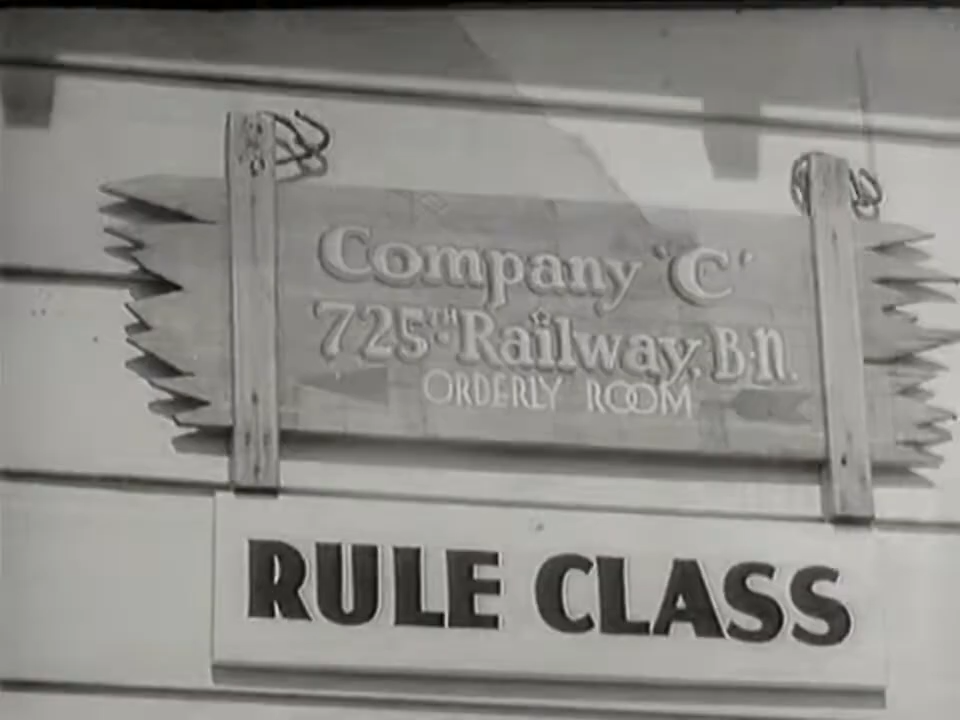 Company "C"
725TH Railway. B·N.
ORDERLY ROOM
RULE CLASS